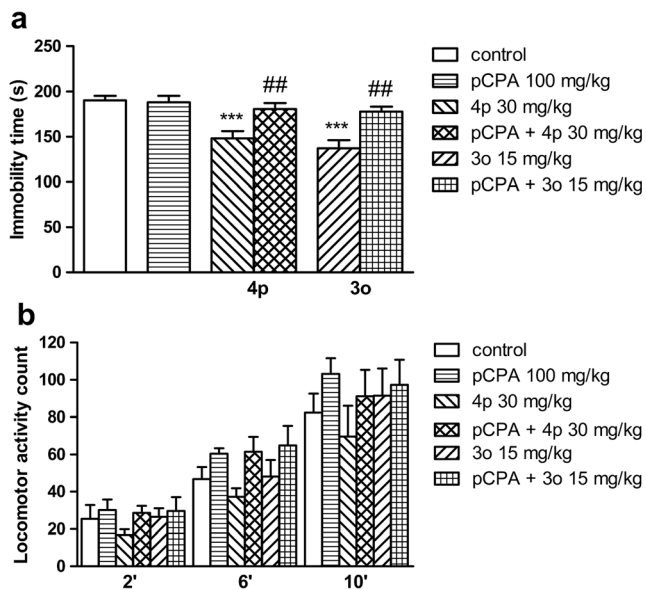 a
Immobility time (s)
250
200
150
100
50
0
***
##
***
##
4p
3o
control
pCPA 100 mg/kg
4p 30 mg/kg
pCPA + 4p 30 mg/kg
3o 15 mg/kg
pCPA + 3o 15 mg/kg
b
Locomotor activity count
120
100
80
60
40
20
0
2'
6'
10'
control
pCPA 100 mg/kg
4p 30 mg/kg
pCPA + 4p 30 mg/kg
3o 15 mg/kg
pCPA + 3o 15 mg/kg